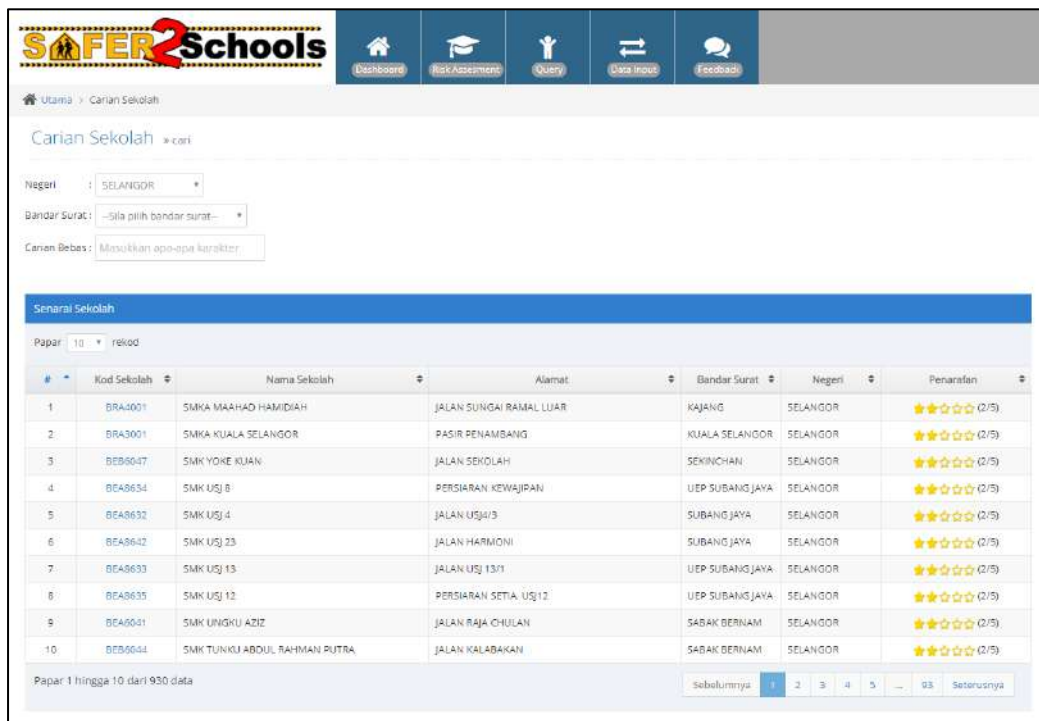 SAFER2Schools
Dashboard Risk Assesment Query Data Input Feedback
Utama > Carian Sekolah
Carian Sekolah » cari
Negeri : SELANGOR
Bandar Surat : --Sila pilih bandar surat--
Carian Bebas : Masukkan apa-apa karakter
Senarai Sekolah
Papar 10 rekod
# Kod Sekolah Nama Sekolah Alamat Bandar Surat Negeri Penarafan
1 BRA4001 SMKA MAAHAD HAMIDIAH JALAN SUNGAI RAMAL LUAR KAJANG SELANGOR (2/5)
2 BRA3001 SMKA KUALA SELANGOR PASIR PENAMBANG KUALA SELANGOR SELANGOR (2/5)
3 BEB6047 SMK YOKE KUAN JALAN SEKOLAH SEKINCHAN SELANGOR (2/5)
4 BEA8634 SMK USJ 8 PERSIARAN KEWAJIPAN UEP SUBANG JAYA SELANGOR (2/5)
5 BEA8632 SMK USJ 4 JALAN USJ4/3 SUBANG JAYA SELANGOR (2/5)
6 BEA8642 SMK USJ 23 JALAN HARMONI SUBANG JAYA SELANGOR (2/5)
7 BEA8633 SMK USJ 13 JALAN USJ 13/1 UEP SUBANG JAYA SELANGOR (2/5)
8 BEA8635 SMK USJ 12 PERSIARAN SETIA, USJ12 UEP SUBANG JAYA SELANGOR (2/5)
9 BEA6041 SMK UNGKU AZIZ JALAN RAJA CHULAN SABAK BERNAM SELANGOR (2/5)
10 BEB6044 SMK TUNKU ABDUL RAHMAN PUTRA JALAN KALABAKAN SABAK BERNAM SELANGOR (2/5)
Papar 1 hingga 10 dari 930 data Sebelumnya 1 2 3 4 5 ... 93 Seterusnya